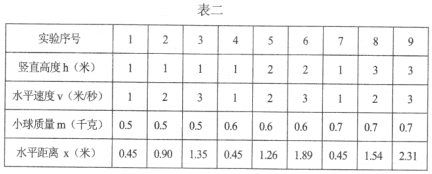 表二
实验序号 1 2 3 4 5 6 7 8 9
竖直高度 h（米） 1 1 1 1 2 2 1 3 3
水平速度 v（米/秒） 1 2 3 1 2 3 1 2 3
小球质量 m（千克） 0.5 0.5 0.5 0.6 0.6 0.6 0.7 0.7 0.7
水平距离 x（米） 0.45 0.90 1.35 0.45 1.26 1.89 0.45 1.54 2.31